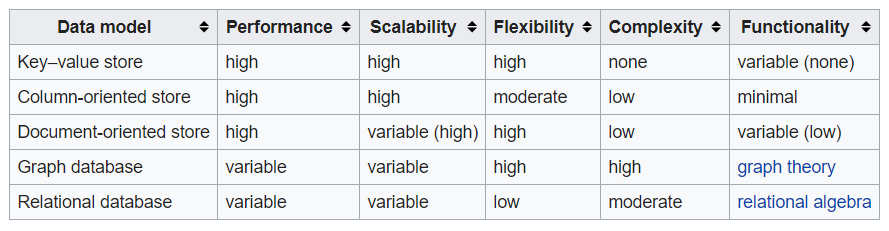 Data model Performance Scalability Flexibility Complexity Functionality
Key–value store high high high none variable (none)
Column-oriented store high high moderate low minimal
Document-oriented store high variable (high) high low variable (low)
Graph database variable variable high high graph theory
Relational database variable variable low moderate relational algebra